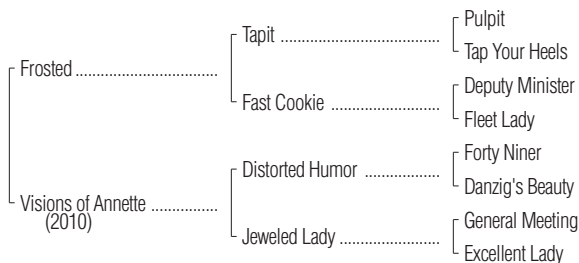 Pulpit
Tapit ........................................
Tap Your Heels
Frosted ....................................
Deputy Minister
Fast Cookie ...........................
Fleet Lady
Forty Niner
Distorted Humor ...................
Danzig's Beauty
Visions of Annette .................
(2010)
General Meeting
Jeweled Lady .........................
Excellent Lady